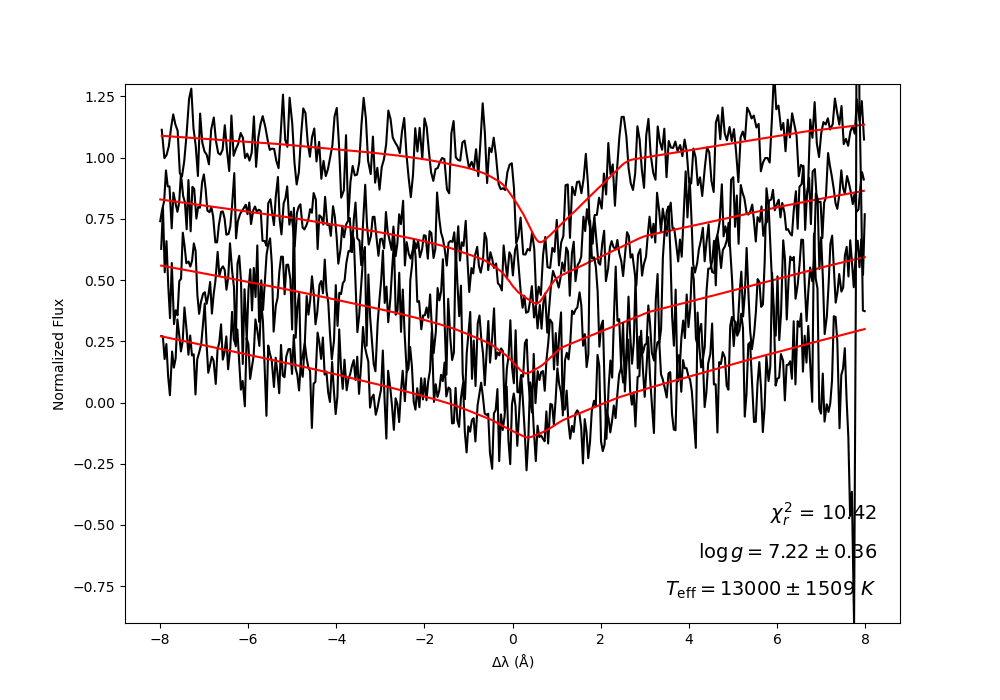 1.25
1.00
0.75
0.50
0.25
0.00
−0.25
−0.50
−0.75
Normalized Flux
χ_r^2 = 10.42
log g = 7.22 ± 0.36
T_eff = 13000 ± 1509 K
−8 −6 −4 −2 0 2 4 6 8
Δλ (Å)